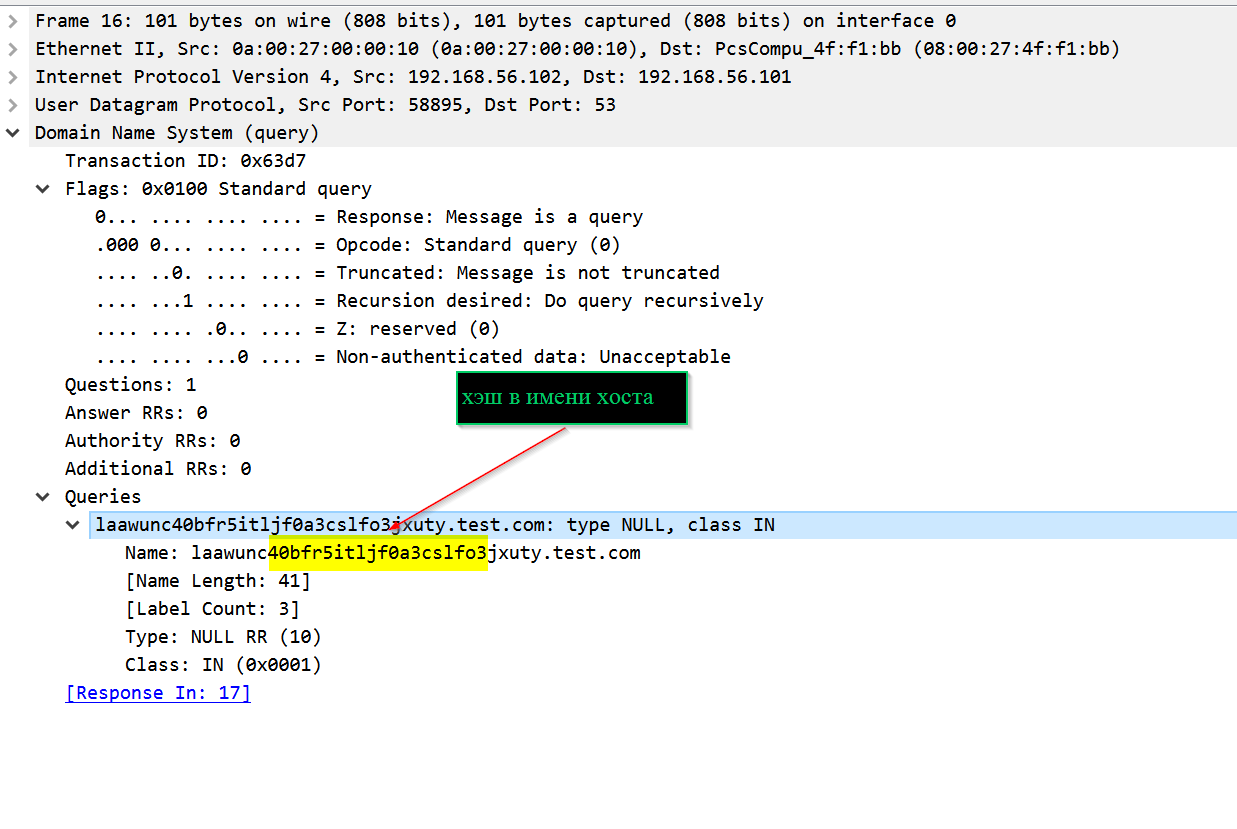 Frame 16: 101 bytes on wire (808 bits), 101 bytes captured (808 bits) on interface 0
Ethernet II, Src: 0a:00:27:00:00:10 (0a:00:27:00:00:10), Dst: PcsCompu_4f:f1:bb (08:00:27:4f:f1:bb)
Internet Protocol Version 4, Src: 192.168.56.102, Dst: 192.168.56.101
User Datagram Protocol, Src Port: 58895, Dst Port: 53
Domain Name System (query)
Transaction ID: 0x63d7
Flags: 0x0100 Standard query
0... .... .... .... = Response: Message is a query
.000 0... .... .... = Opcode: Standard query (0)
.... ..0. .... .... = Truncated: Message is not truncated
.... ...1 .... .... = Recursion desired: Do query recursively
.... .... .0.. .... = Z: reserved (0)
.... .... ...0 .... = Non-authenticated data: Unacceptable
Questions: 1
хэш в имени хоста
Answer RRs: 0
Authority RRs: 0
Additional RRs: 0
Queries
laawunc40bfr5itljf0a3cslfo3jxuty.test.com: type NULL, class IN
Name: laawunc40bfr5itljf0a3cslfo3jxuty.test.com
[Name Length: 41]
[Label Count: 3]
Type: NULL RR (10)
Class: IN (0x0001)
[Response In: 17]